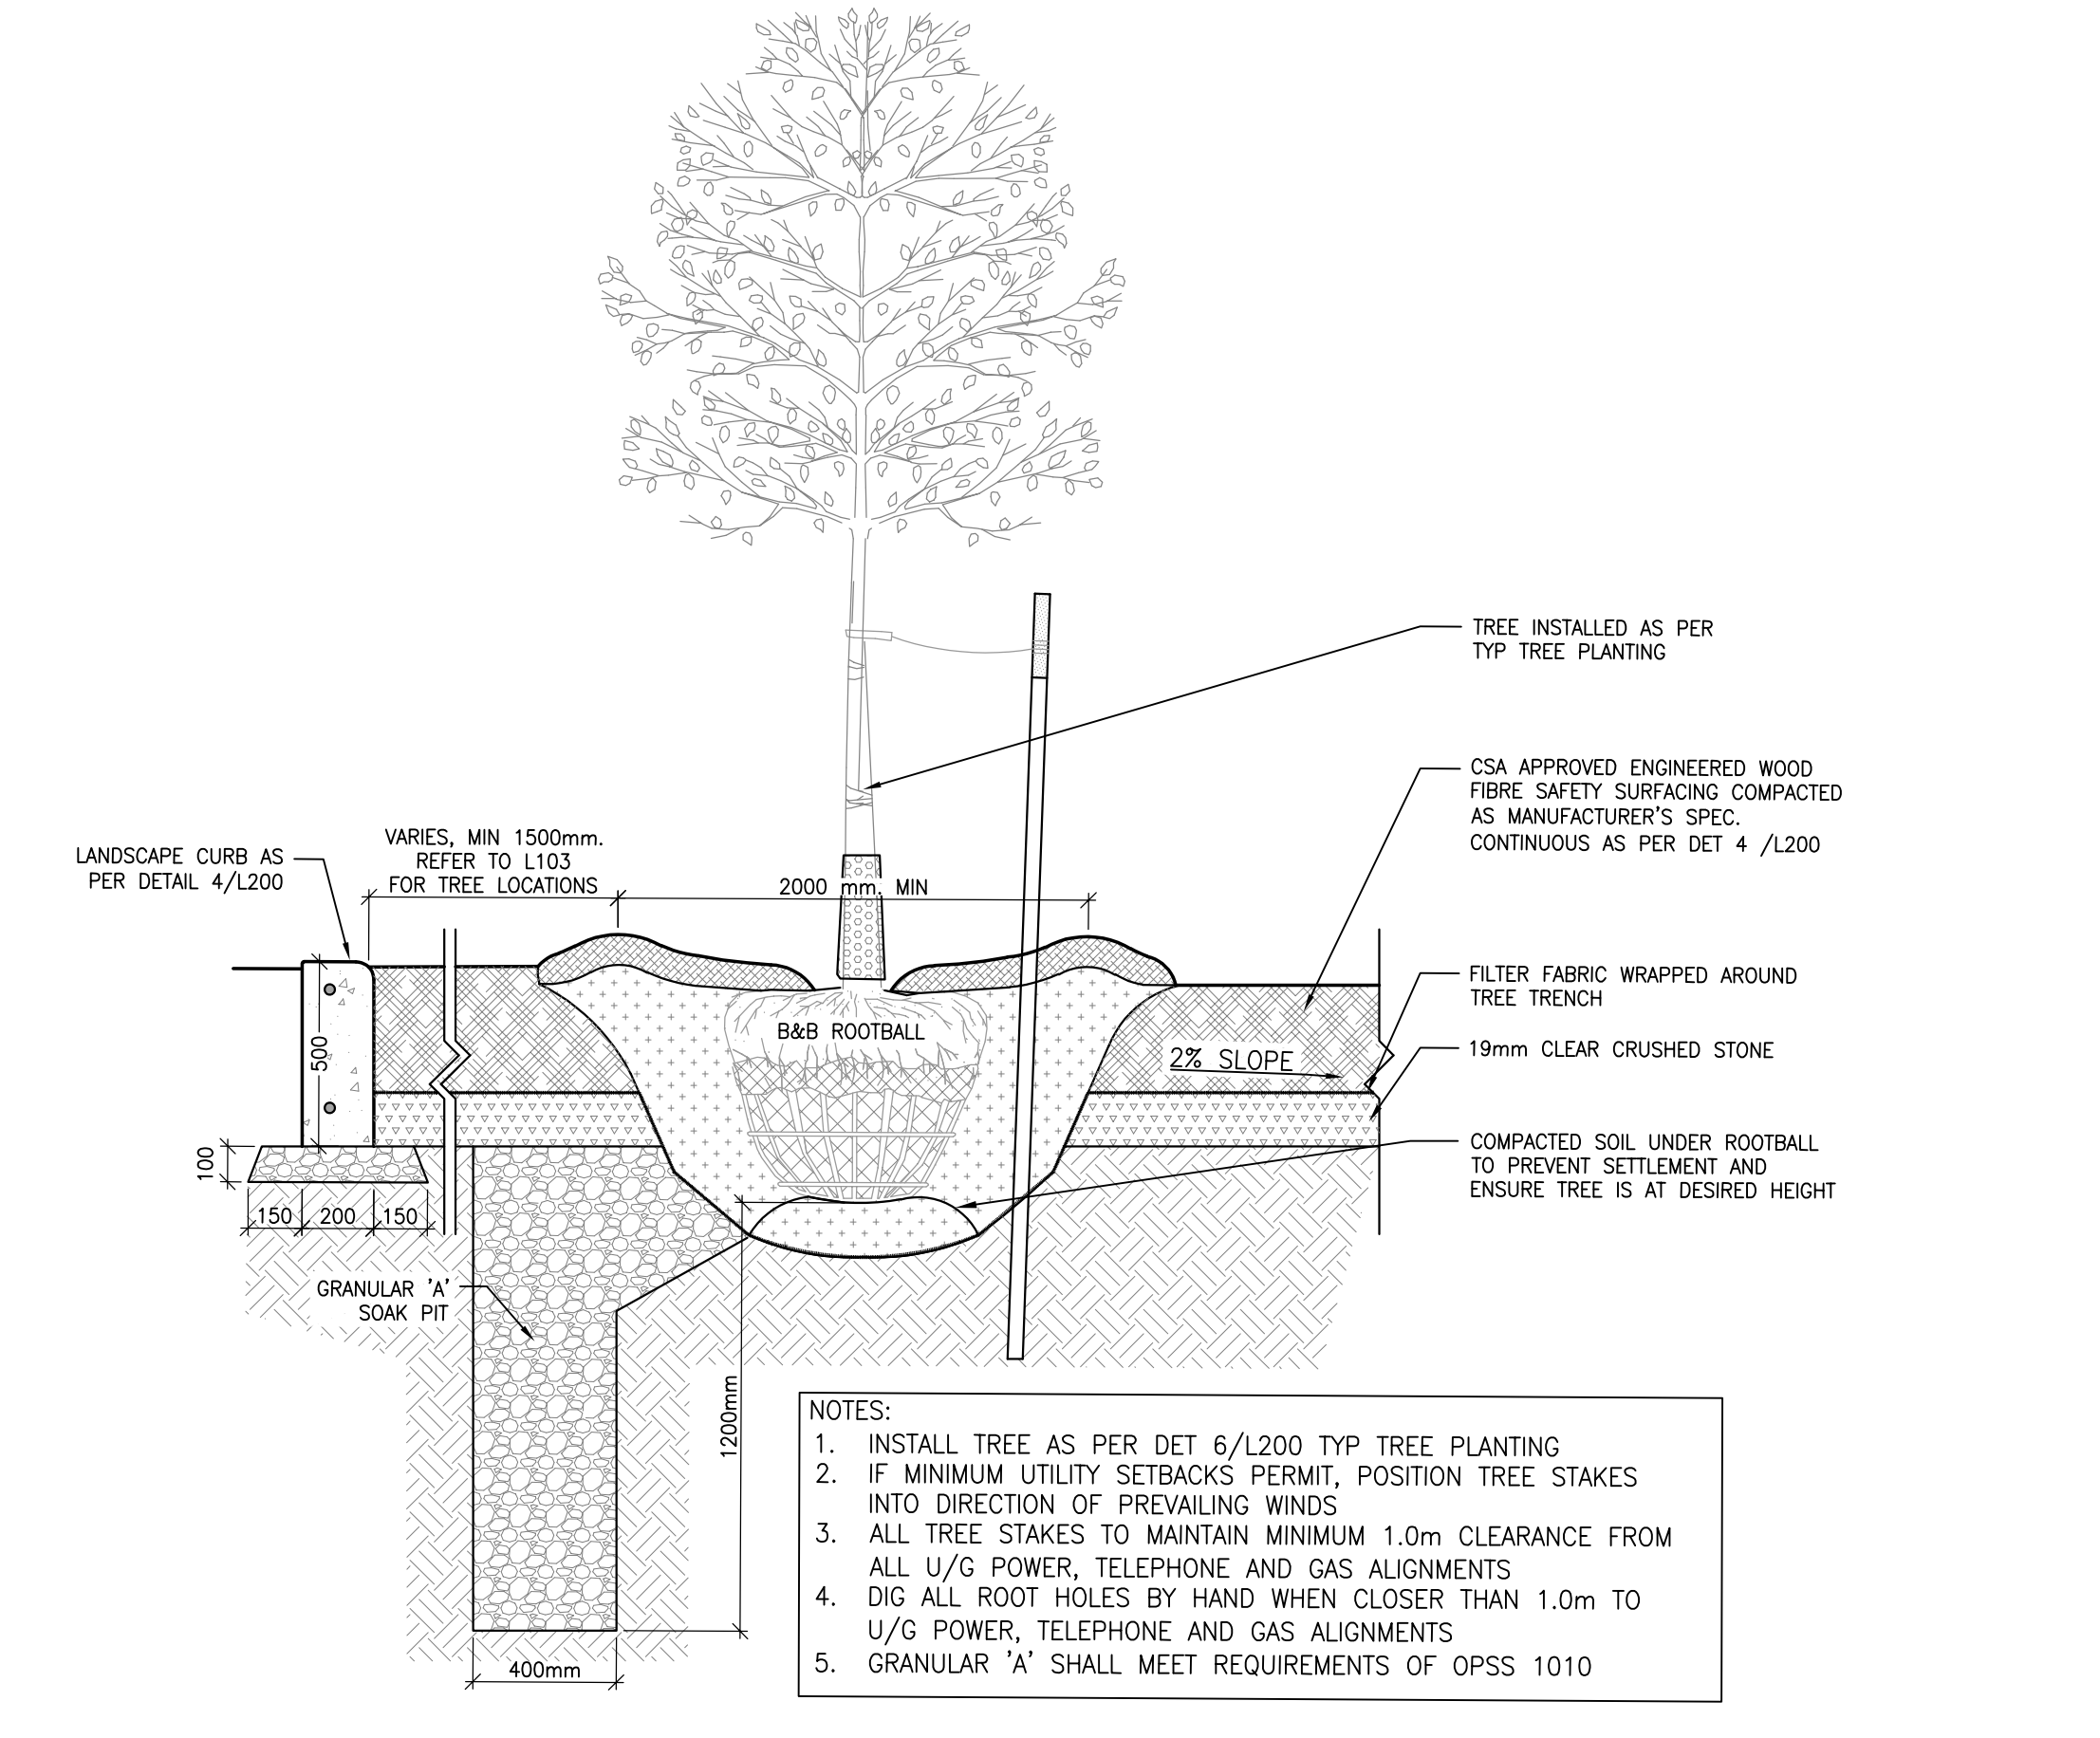 TREE INSTALLED AS PER
TYP TREE PLANTING
CSA APPROVED ENGINEERED WOOD
FIBRE SAFETY SURFACING COMPACTED
AS MANUFACTURER'S SPEC.
CONTINUOUS AS PER DET 4 /L200
VARIES, MIN 1500mm.
REFER TO L103
FOR TREE LOCATIONS
LANDSCAPE CURB AS
PER DETAIL 4/L200
2000 mm. MIN
FILTER FABRIC WRAPPED AROUND
TREE TRENCH
B&B ROOTBALL
500
2% SLOPE
19mm CLEAR CRUSHED STONE
100
COMPACTED SOIL UNDER ROOTBALL
TO PREVENT SETTLEMENT AND
ENSURE TREE IS AT DESIRED HEIGHT
150 200 150
GRANULAR 'A'
SOAK PIT
1200mm
400mm
NOTES:
1. INSTALL TREE AS PER DET 6/L200 TYP TREE PLANTING
2. IF MINIMUM UTILITY SETBACKS PERMIT, POSITION TREE STAKES
INTO DIRECTION OF PREVAILING WINDS
3. ALL TREE STAKES TO MAINTAIN MINIMUM 1.0m CLEARANCE FROM
ALL U/G POWER, TELEPHONE AND GAS ALIGNMENTS
4. DIG ALL ROOT HOLES BY HAND WHEN CLOSER THAN 1.0m TO
U/G POWER, TELEPHONE AND GAS ALIGNMENTS
5. GRANULAR 'A' SHALL MEET REQUIREMENTS OF OPSS 1010